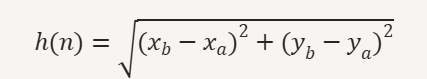 h(n) = √((x_b − x_a)² + (y_b − y_a)²)